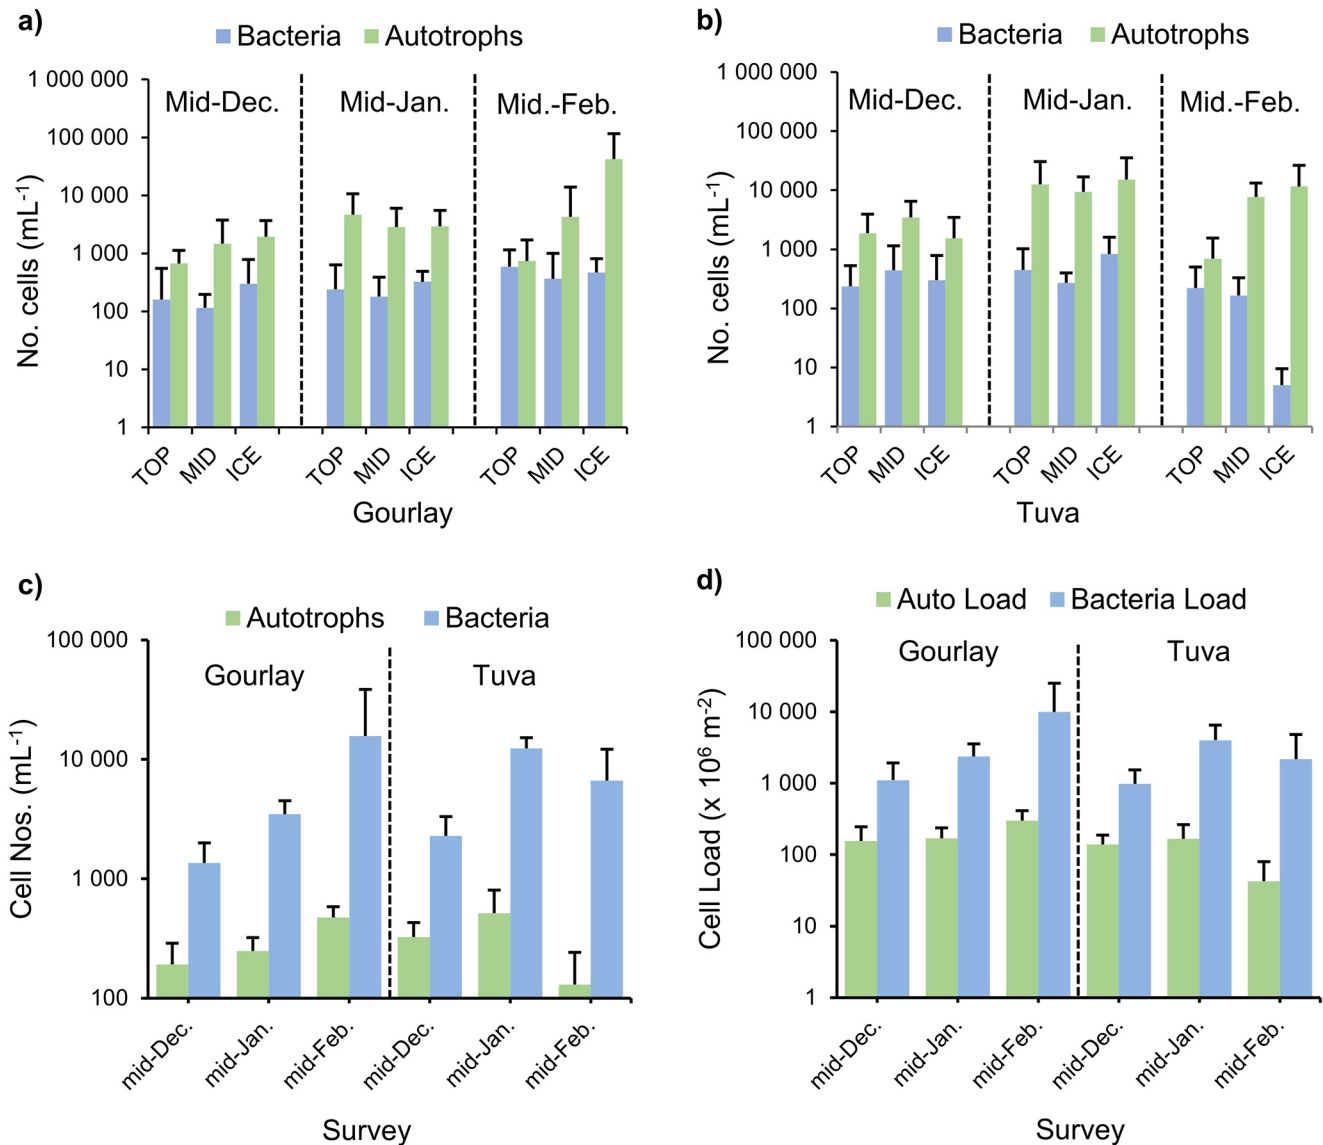 a)
Bacteria Autotrophs
1 000 000
100 000
10 000
1 000
100
10
1
No. cells (mL-1)
Mid-Dec. Mid-Jan. Mid.-Feb.
TOP MID ICE TOP MID ICE TOP MID ICE
Gourlay
b)
Bacteria Autotrophs
1 000 000
100 000
10 000
1 000
100
10
1
No. cells (mL-1)
Mid-Dec. Mid-Jan. Mid.-Feb.
TOP MID ICE TOP MID ICE TOP MID ICE
Tuva
c)
Autotrophs Bacteria
100 000
10 000
1 000
100
Cell Nos. (mL-1)
Gourlay Tuva
mid-Dec. mid-Jan. mid-Feb. mid-Dec. mid-Jan. mid-Feb.
Survey
d)
Auto Load Bacteria Load
100 000
10 000
1 000
100
10
1
Cell Load (x 106 m-2)
Gourlay Tuva
mid-Dec. mid-Jan. mid-Feb. mid-Dec. mid-Jan. mid-Feb.
Survey